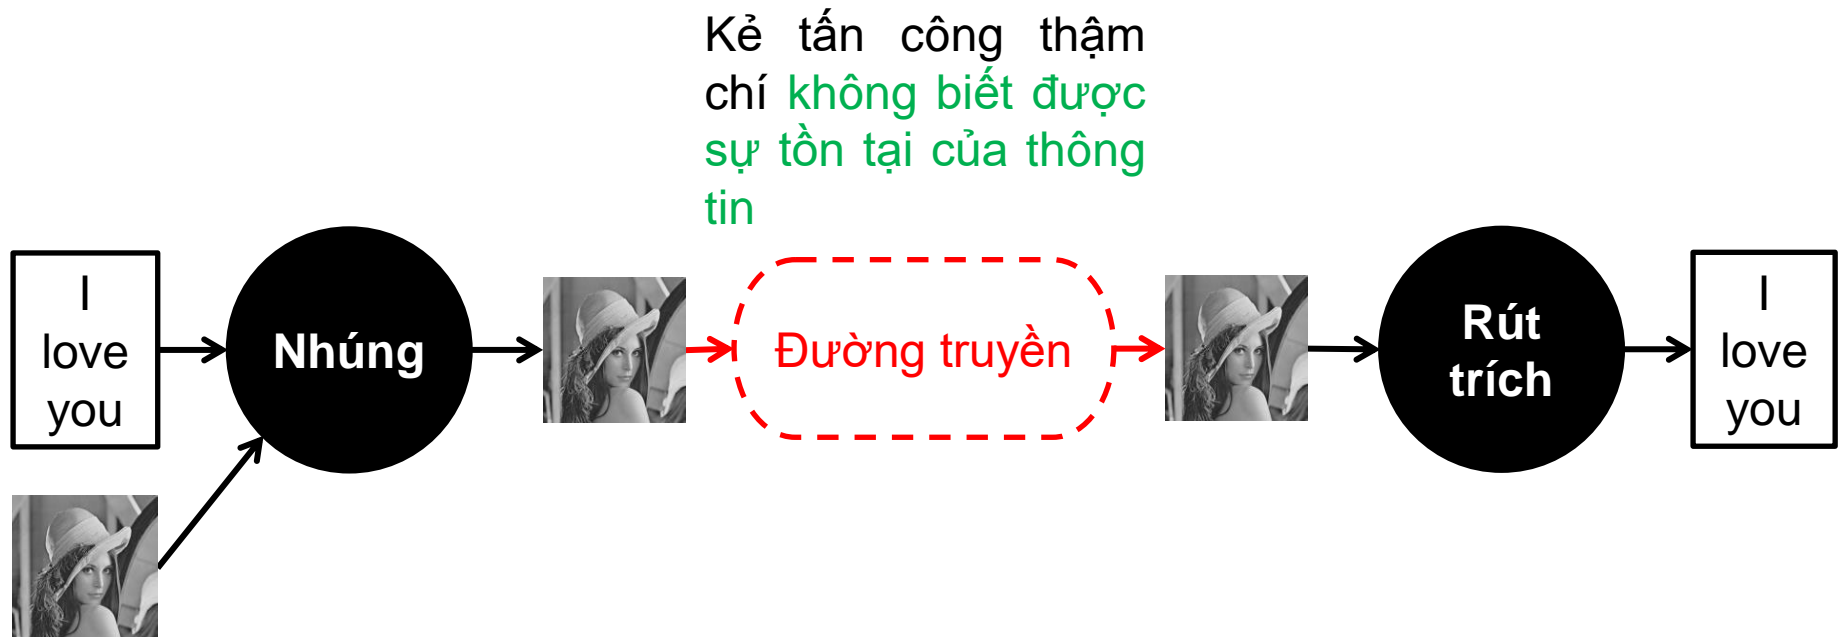 Kẻ tấn công thậm
chí không biết được
sự tồn tại của thông
tin
I
love
you
Nhúng
Đường truyền
Rút
trích
I
love
you